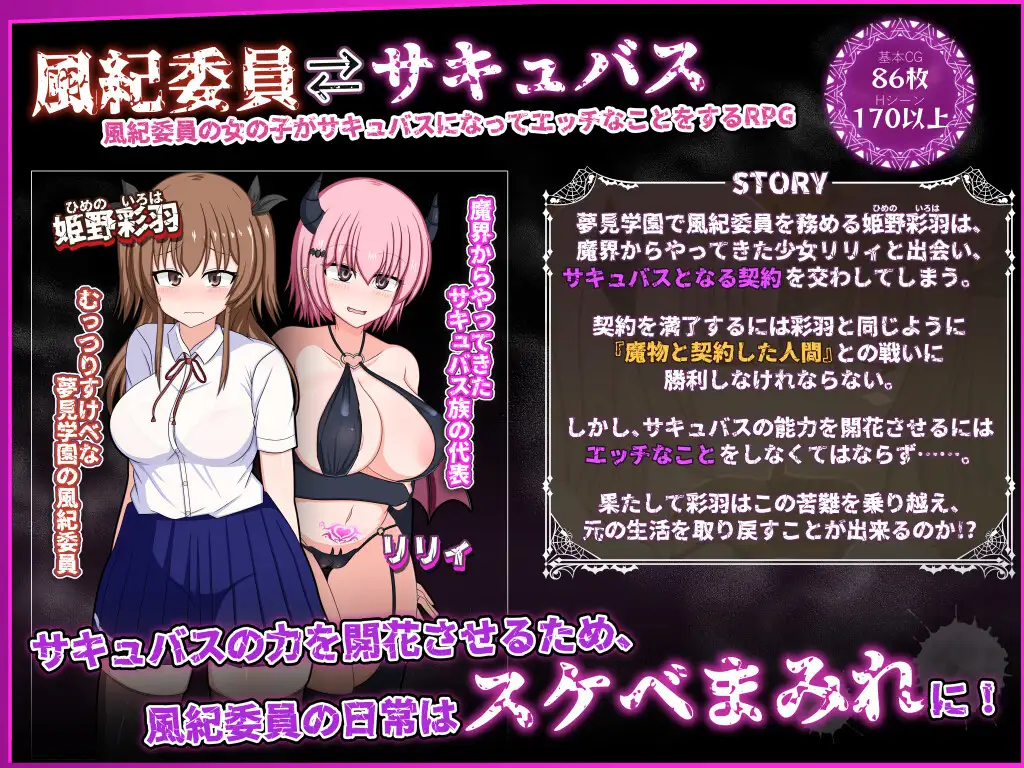 風紀委員⇄サキュバス
風紀委員の女の子がサキュバスになってエッチなことをするRPG
基本CG
86枚
Hシーン
170以上
ひめの いろは
姫野彩羽
むっつりすけべな
夢見学園の風紀委員
魔界からやってきた
サキュバス族の代表
リリィ
STORY
ひめの いろは
夢見学園で風紀委員を務める姫野彩羽は、
魔界からやってきた少女リリィと出会い、
サキュバスとなる契約を交わしてしまう。
契約を満了するには彩羽と同じように
『魔物と契約した人間』との戦いに
勝利しなけれならない。
しかし、サキュバスの能力を開花させるには
エッチなことをしなくてはならず……。
果たして彩羽はこの苦難を乗り越え、
元の生活を取り戻すことが出来るのか!?
サキュバスの力を開花させるため、
風紀委員の日常はスケベまみれに！